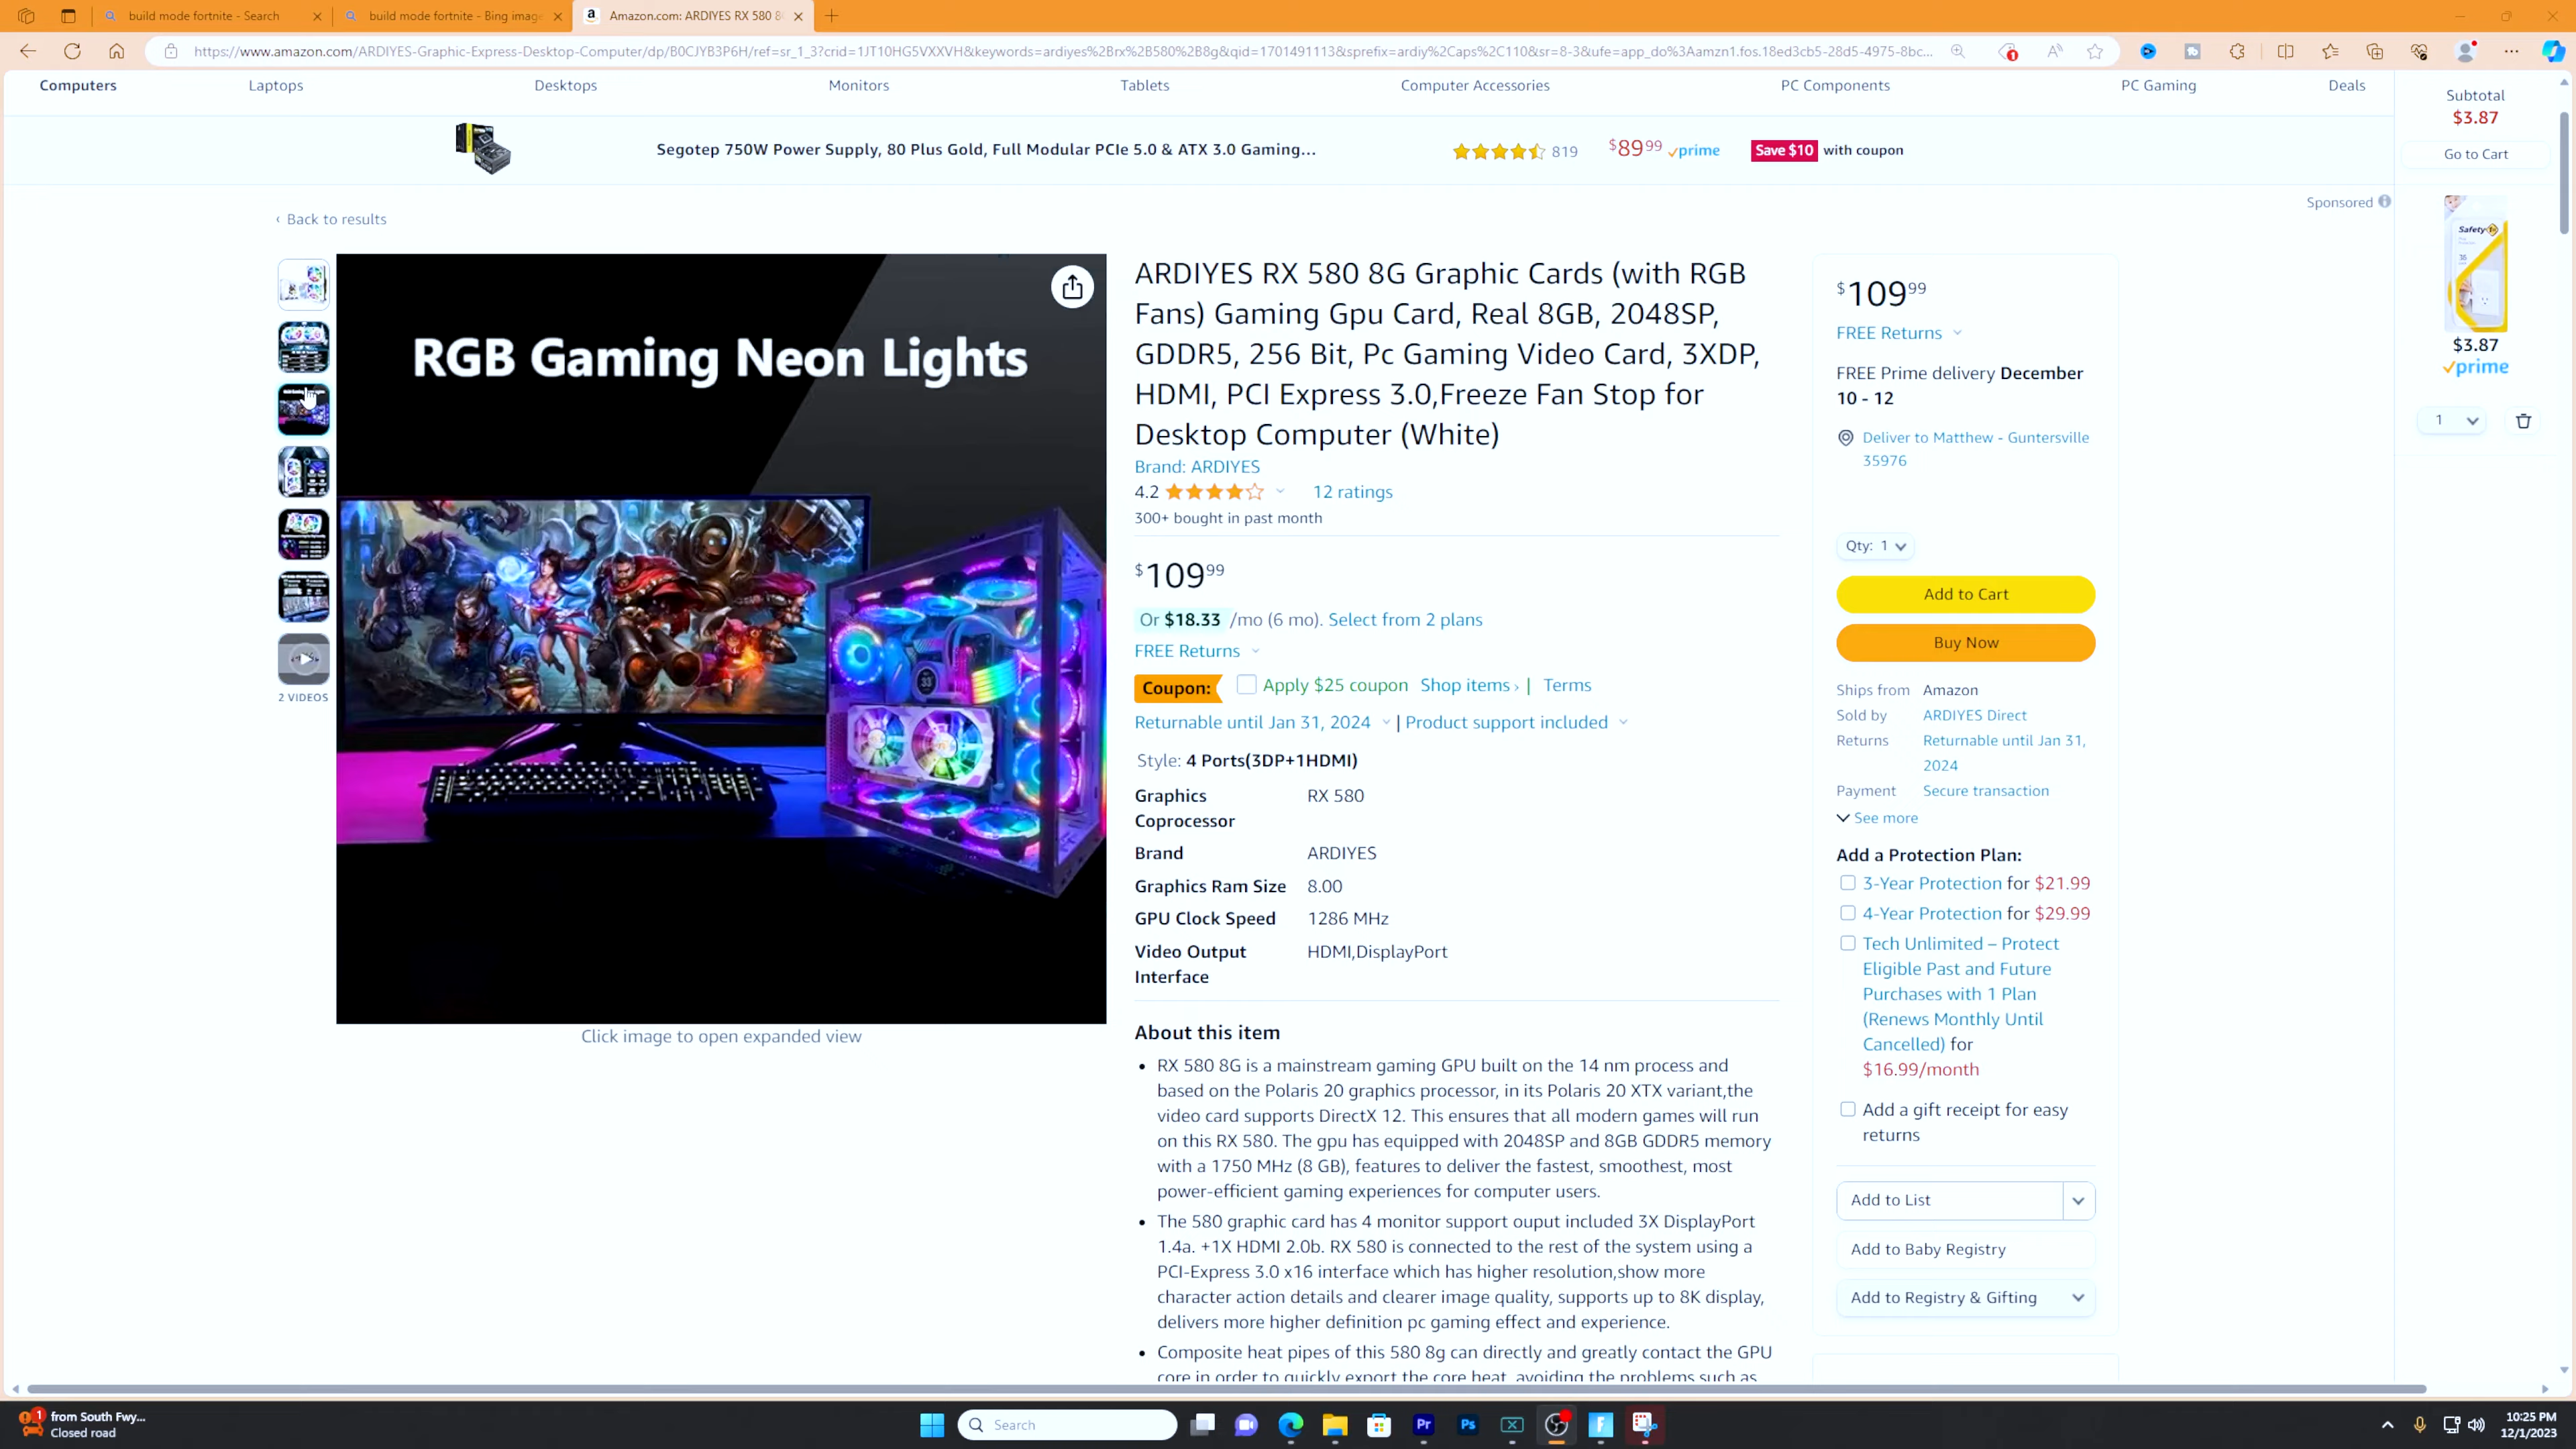 build mode fortnite - Search
build mode fortnite - Bing image
Amazon.com: ARDIYES RX 580 8
https://www.amazon.com/ARDIYES-Graphic-Express-Desktop-Computer/dp/B0CJYB3P6H/ref=sr_1_3?crid=1JT10HG5VXXVH&keywords=ardiyes%2Brx%2B580%2B8g&qid=1701491113&sprefix=ardiy%2Caps%2C110&sr=8-3&ufe=app_do%3Aamzn1.fos.18ed3cb5-28d5-4975-8bc...
Computers
Laptops
Desktops
Monitors
Tablets
Computer Accessories
PC Components
PC Gaming
Deals
Segotep 750W Power Supply, 80 Plus Gold, Full Modular PCIe 5.0 & ATX 3.0 Gaming...
819
$89.99 prime
Save $10 with coupon
Sponsored
‹ Back to results
RGB Gaming Neon Lights
2 VIDEOS
Click image to open expanded view
ARDIYES RX 580 8G Graphic Cards (with RGB
Fans) Gaming Gpu Card, Real 8GB, 2048SP,
GDDR5, 256 Bit, Pc Gaming Video Card, 3XDP,
HDMI, PCI Express 3.0,Freeze Fan Stop for
Desktop Computer (White)
Brand: ARDIYES
4.2
12 ratings
300+ bought in past month
$109.99
Or $18.33 /mo (6 mo). Select from 2 plans
FREE Returns
Coupon: Apply $25 coupon Shop items › | Terms
Returnable until Jan 31, 2024 | Product support included
Style: 4 Ports(3DP+1HDMI)
Graphics Coprocessor RX 580
Brand ARDIYES
Graphics Ram Size 8.00
GPU Clock Speed 1286 MHz
Video Output Interface HDMI,DisplayPort
About this item
• RX 580 8G is a mainstream gaming GPU built on the 14 nm process and
based on the Polaris 20 graphics processor, in its Polaris 20 XTX variant,the
video card supports DirectX 12. This ensures that all modern games will run
on this RX 580. The gpu has equipped with 2048SP and 8GB GDDR5 memory
with a 1750 MHz (8 GB), features to deliver the fastest, smoothest, most
power-efficient gaming experiences for computer users.
• The 580 graphic card has 4 monitor support ouput included 3X DisplayPort
1.4a. +1X HDMI 2.0b. RX 580 is connected to the rest of the system using a
PCI-Express 3.0 x16 interface which has higher resolution,show more
character action details and clearer image quality, supports up to 8K display,
delivers more higher definition pc gaming effect and experience.
• Composite heat pipes of this 580 8g can directly and greatly contact the GPU
core in order to quickly export the core heat, avoiding the problems such as
$109.99
FREE Returns
FREE Prime delivery December
10 - 12
Deliver to Matthew - Guntersville
35976
Qty: 1
Add to Cart
Buy Now
Ships from Amazon
Sold by ARDIYES Direct
Returns Returnable until Jan 31,
2024
Payment Secure transaction
See more
Add a Protection Plan:
3-Year Protection for $21.99
4-Year Protection for $29.99
Tech Unlimited – Protect
Eligible Past and Future
Purchases with 1 Plan
(Renews Monthly Until
Cancelled) for
$16.99/month
Add a gift receipt for easy
returns
Add to List
Add to Baby Registry
Add to Registry & Gifting
Subtotal
$3.87
Go to Cart
Safety 1st
$3.87
prime
1
1 from South Fwy...
Closed road
Search
Pr
Ps
10:25 PM
12/1/2023